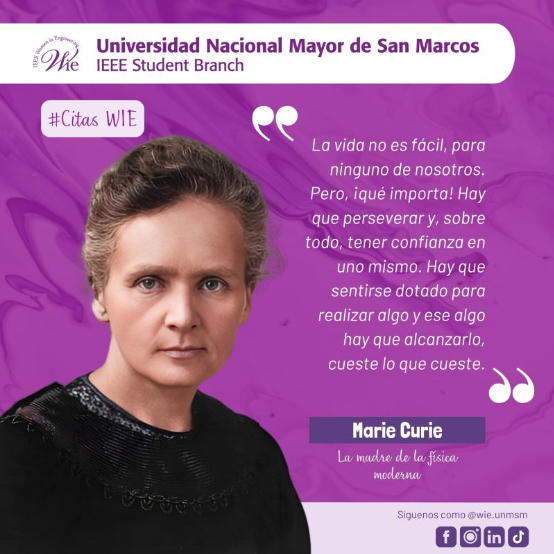 IEEE Women in Engineering
WIE
Universidad Nacional Mayor de San Marcos
IEEE Student Branch
#Citas WIE
La vida no es fácil, para
ninguno de nosotros.
Pero, ¡qué importa! Hay
que perseverar y, sobre
todo, tener confianza en
uno mismo. Hay que
sentirse dotado para
realizar algo y ese algo
hay que alcanzarlo,
cueste lo que cueste.
Marie Curie
La madre de la física
moderna
Síguenos como @wie.unmsm